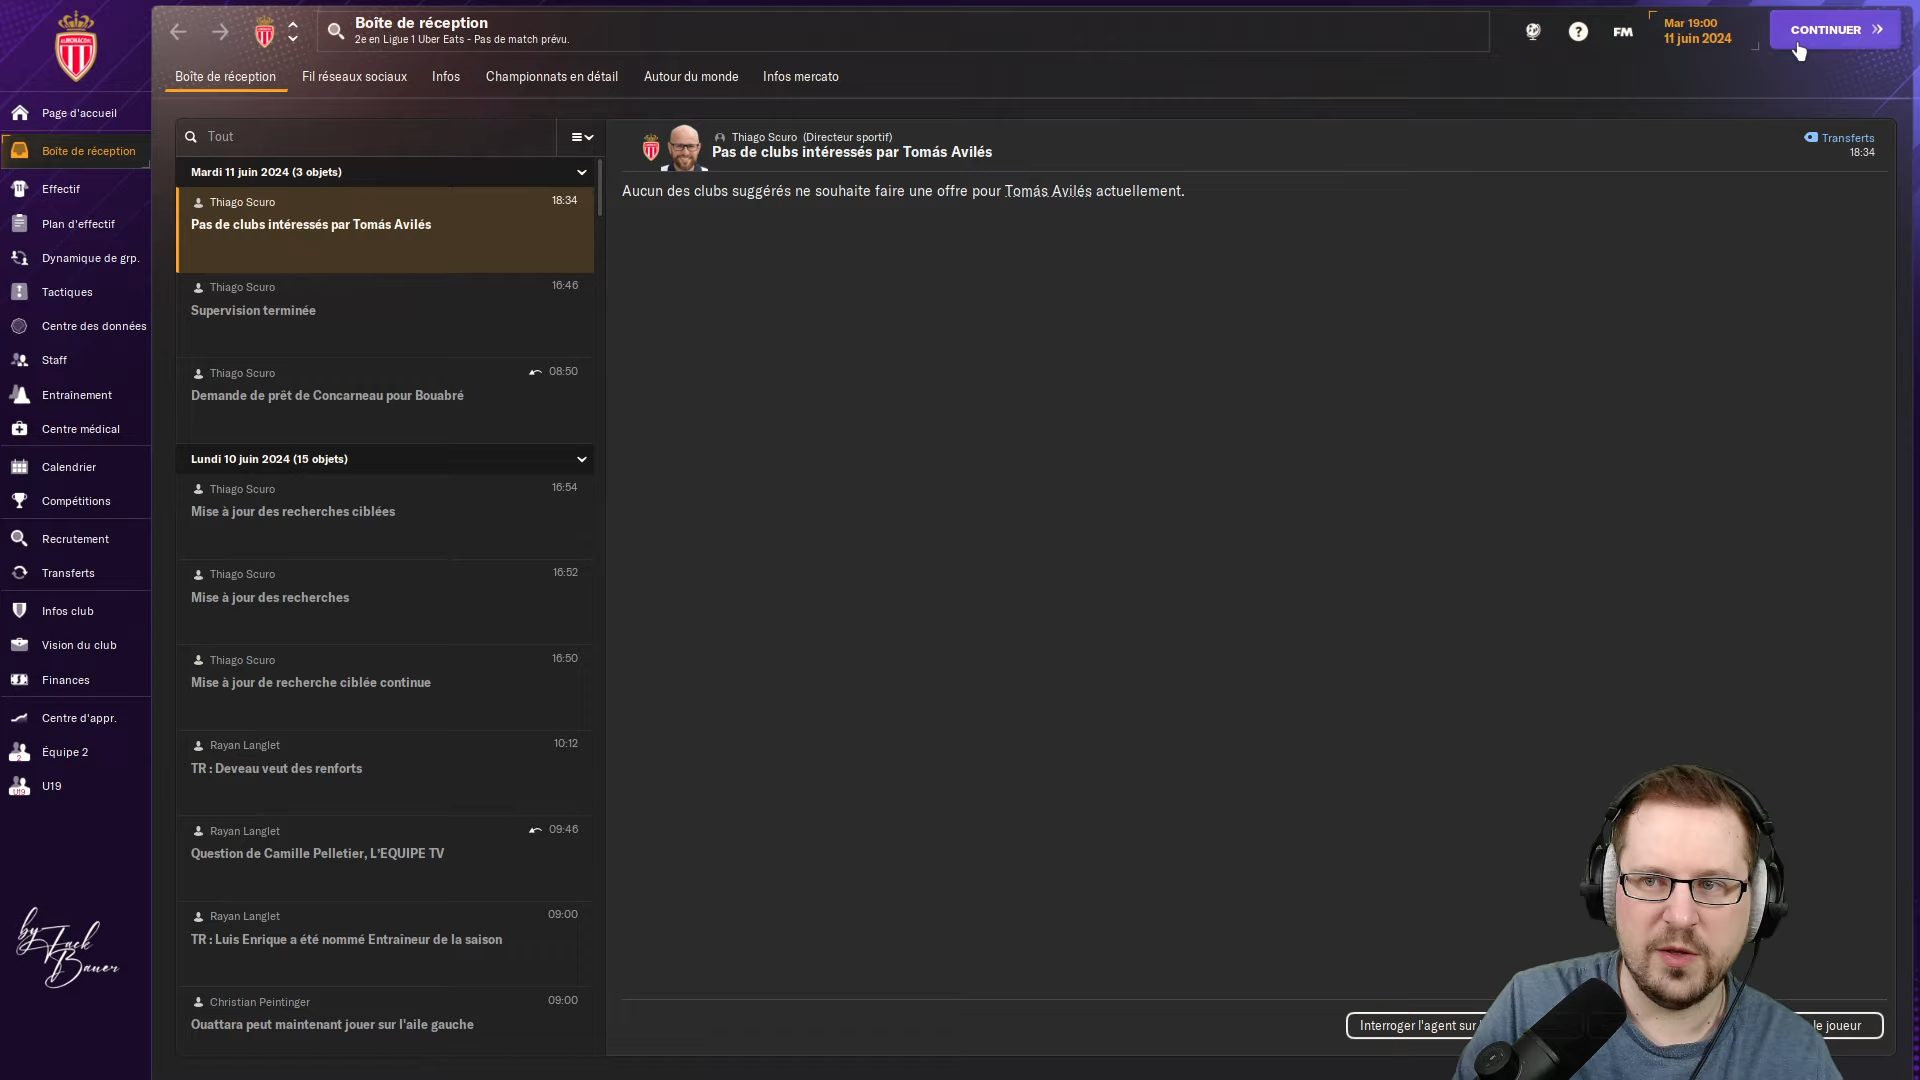 Boîte de réception
2e en Ligue 1 Uber Eats - Pas de match prévu.
FM
Mar 19:00
11 juin 2024
CONTINUER
Boîte de réception
Fil réseaux sociaux
Infos
Championnats en détail
Autour du monde
Infos mercato
Page d'accueil
Boîte de réception
Effectif
Plan d'effectif
Dynamique de grp.
Tactiques
Centre des données
Staff
Entraînement
Centre médical
Calendrier
Compétitions
Recrutement
Transferts
Infos club
Vision du club
Finances
Centre d'appr.
Équipe 2
U19
by Jack
Bauer
Tout
Mardi 11 juin 2024 (3 objets)
Thiago Scuro 18:34
Pas de clubs intéressés par Tomás Avilés
Thiago Scuro 16:46
Supervision terminée
Thiago Scuro 08:50
Demande de prêt de Concarneau pour Bouabré
Lundi 10 juin 2024 (15 objets)
Thiago Scuro 16:54
Mise à jour des recherches ciblées
Thiago Scuro 16:52
Mise à jour des recherches
Thiago Scuro 16:50
Mise à jour de recherche ciblée continue
Rayan Langlet 10:12
TR : Deveau veut des renforts
Rayan Langlet 09:46
Question de Camille Pelletier, L'EQUIPE TV
Rayan Langlet 09:00
TR : Luis Enrique a été nommé Entraîneur de la saison
Christian Peintinger 09:00
Ouattara peut maintenant jouer sur l'aile gauche
Thiago Scuro (Directeur sportif)
Pas de clubs intéressés par Tomás Avilés
Transferts
18:34
Aucun des clubs suggérés ne souhaite faire une offre pour Tomás Avilés actuellement.
Interroger l'agent sur
le joueur